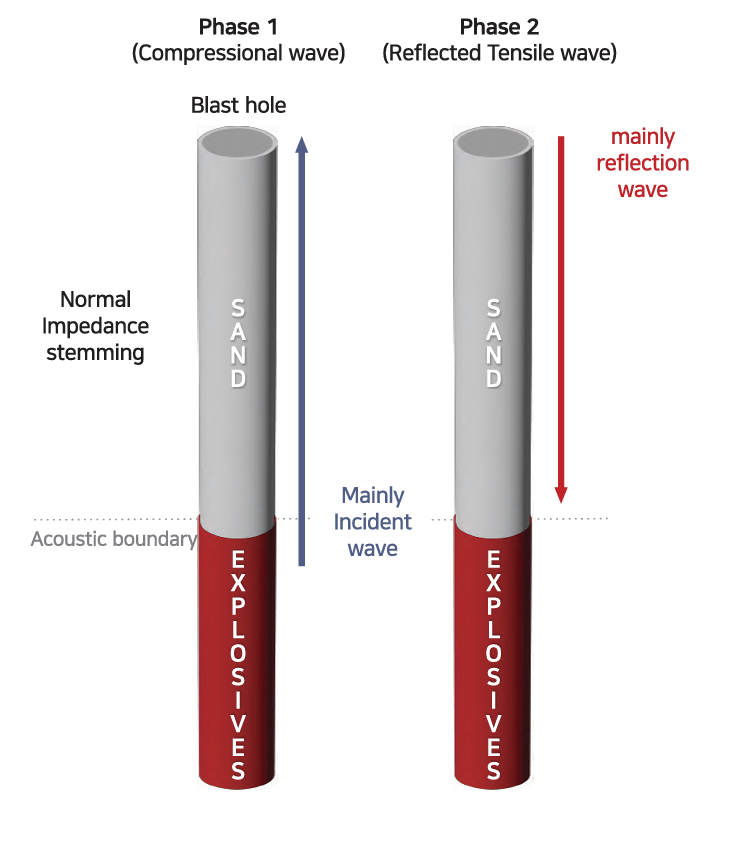 Phase 1
(Compressional wave)
Phase 2
(Reflected Tensile wave)
Blast hole
mainly
reflection
wave
Normal
Impedance
stemming
SAND
SAND
Mainly
Incident
wave
Acoustic boundary
EXPLOSIVES
EXPLOSIVES